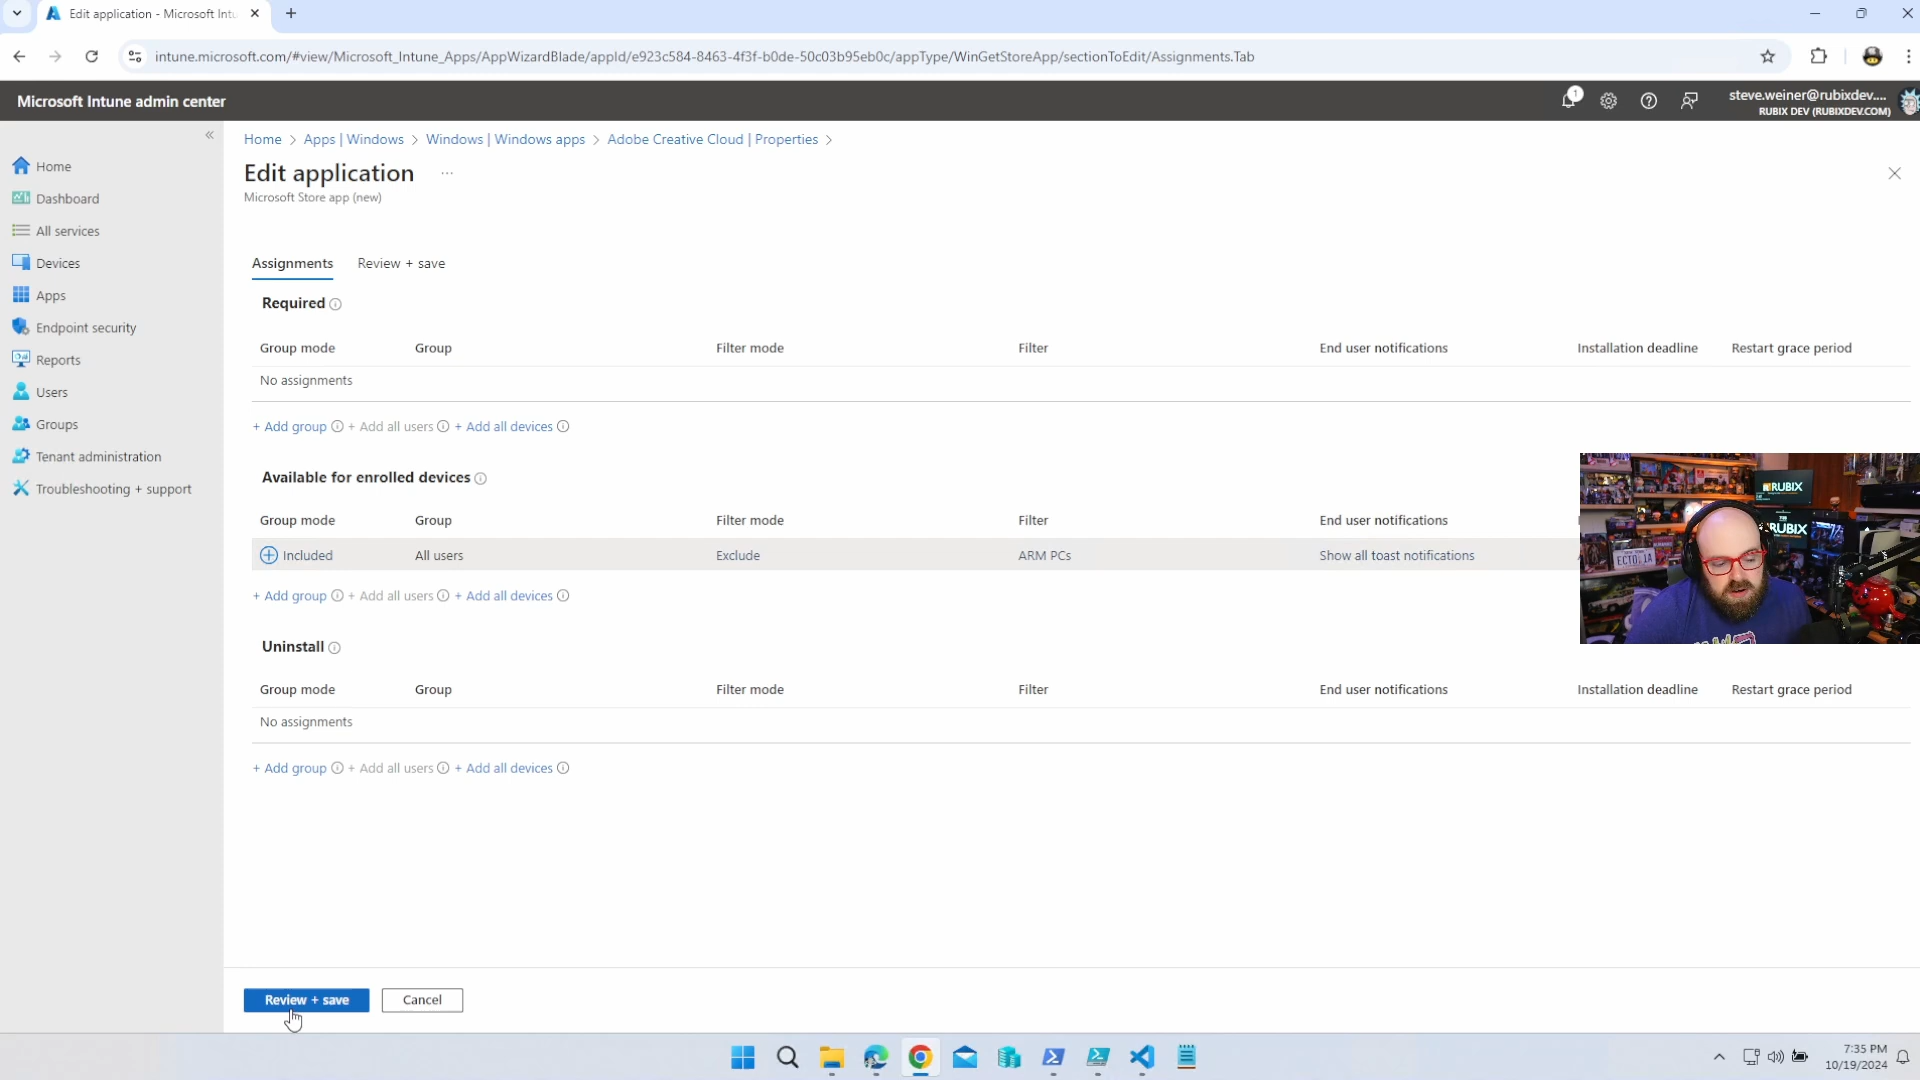 Edit application - Microsoft Intu
intune.microsoft.com/#view/Microsoft_Intune_Apps/AppWizardBlade/appId/e923c584-8463-4f3f-b0de-50c03b95eb0c/appType/WinGetStoreApp/sectionToEdit/Assignments.Tab
Microsoft Intune admin center
1
steve.weiner@rubixdev....
RUBIX DEV (RUBIXDEV.COM)
Home
Dashboard
All services
Devices
Apps
Endpoint security
Reports
Users
Groups
Tenant administration
Troubleshooting + support
Home > Apps | Windows > Windows | Windows apps > Adobe Creative Cloud | Properties >
Edit application ...
Microsoft Store app (new)
Assignments Review + save
Required
Group mode Group Filter mode Filter End user notifications Installation deadline Restart grace period
No assignments
+ Add group + Add all users + Add all devices
Available for enrolled devices
Group mode Group Filter mode Filter End user notifications
Included All users Exclude ARM PCs Show all toast notifications
+ Add group + Add all users + Add all devices
Uninstall
Group mode Group Filter mode Filter End user notifications Installation deadline Restart grace period
No assignments
+ Add group + Add all users + Add all devices
RUBIX
RUBIX
ECTO-1A
Review + save Cancel
7:35 PM
10/19/2024